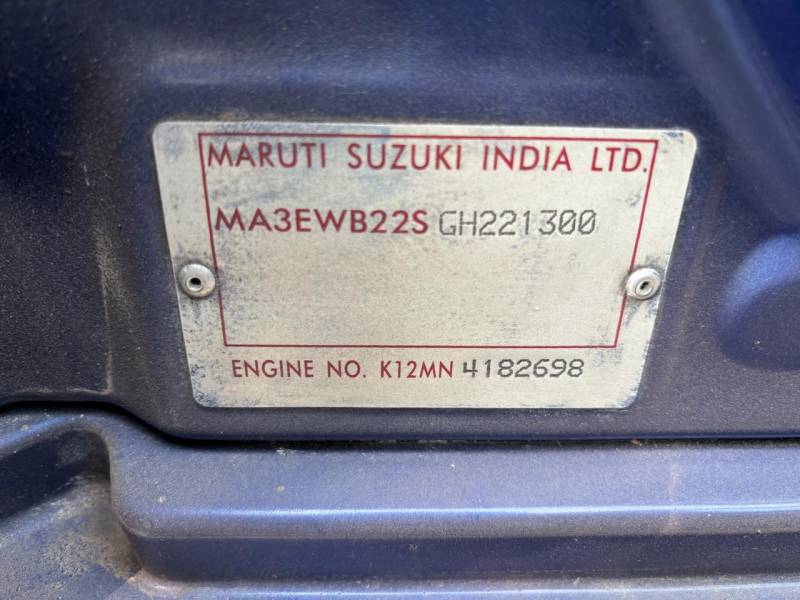 MARUTI SUZUKI INDIA LTD.
MA3EWB22S GH221300
ENGINE NO. K12MN 4182698